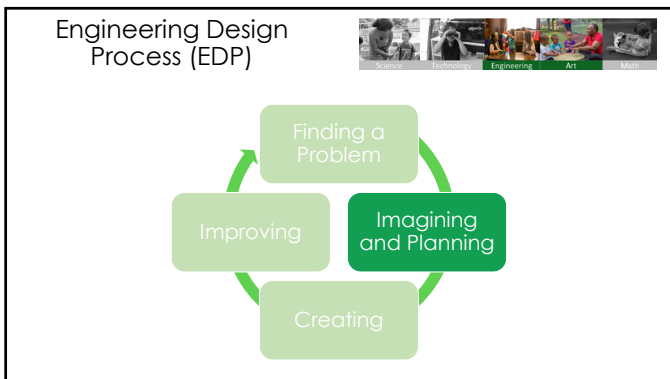 Engineering Design
Process (EDP)
Science Technology Engineering Art Math
Finding a
Problem
Improving
Imagining
and Planning
Creating